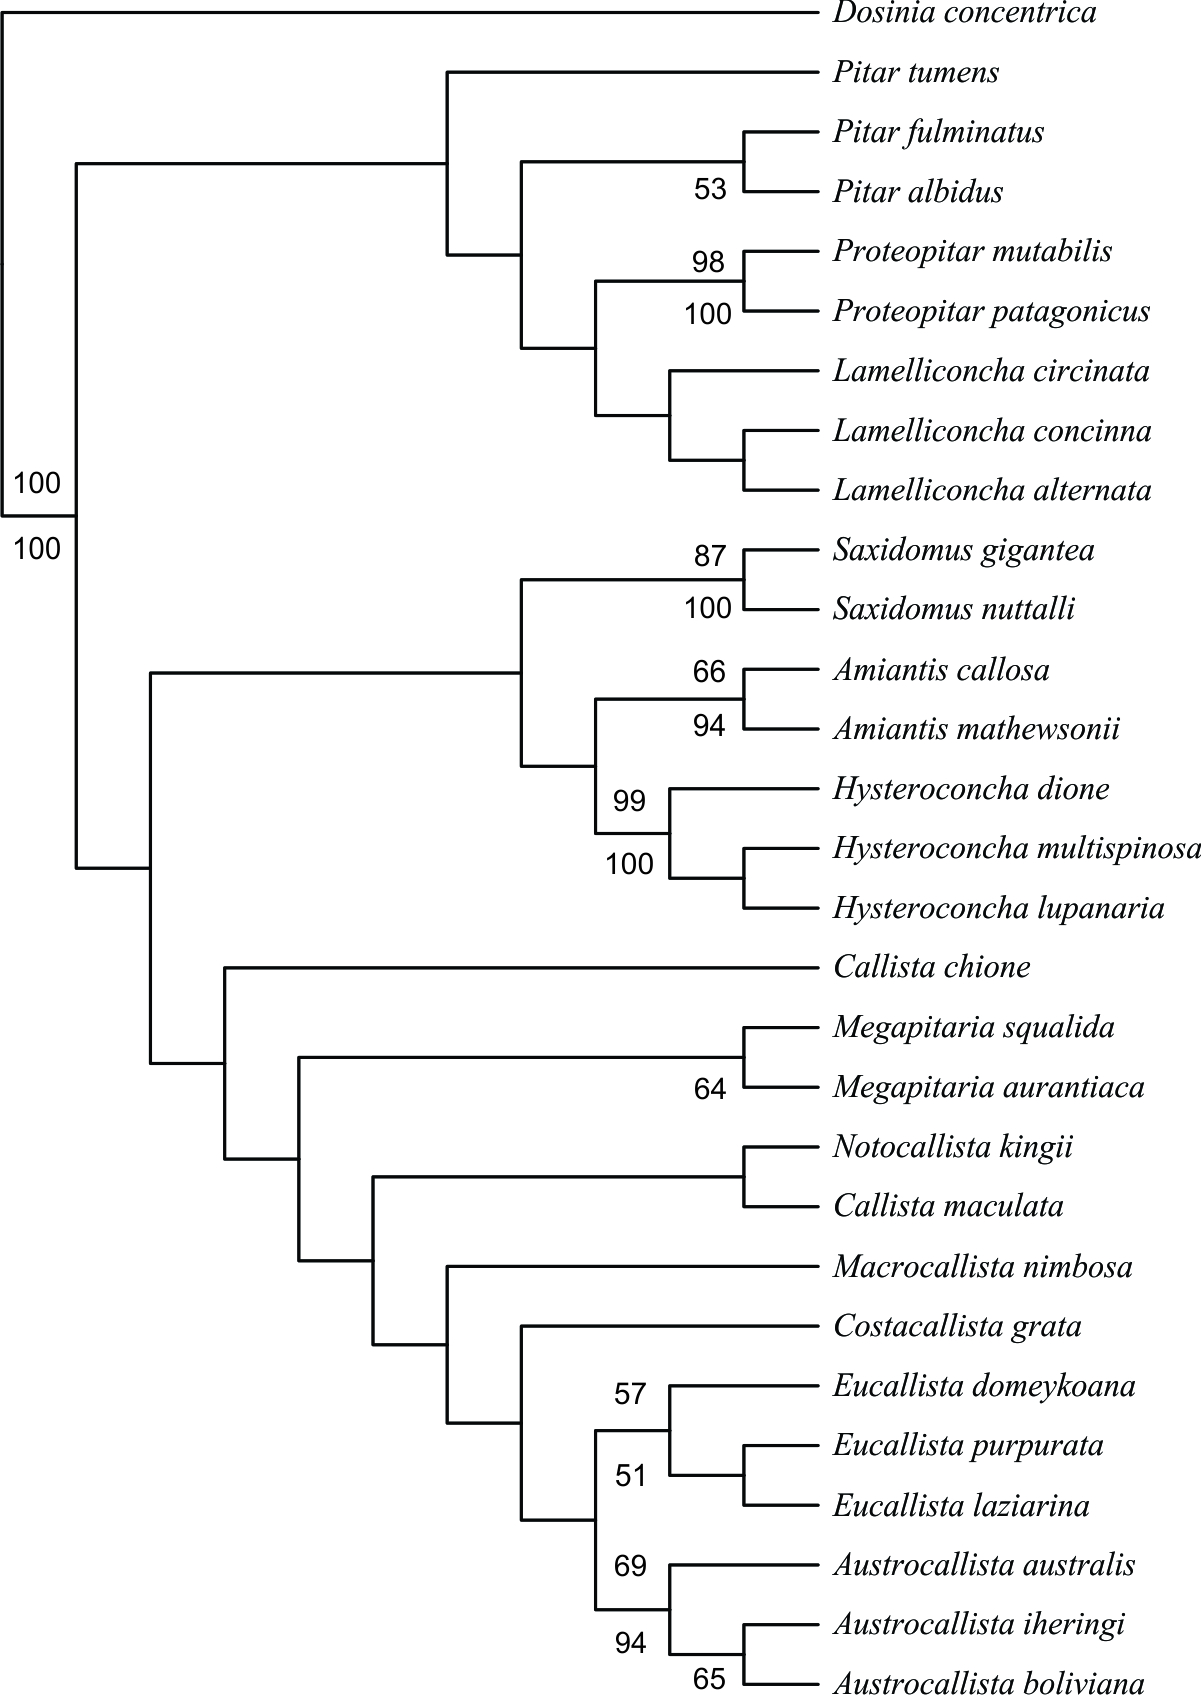 Dosinia concentrica
Pitar tumens
Pitar fulminatus
53
Pitar albidus
Proteopitar mutabilis
98
100
Proteopitar patagonicus
Lamelliconcha circinata
Lamelliconcha concinna
100
Lamelliconcha alternata
100
Saxidomus gigantea
87
100
Saxidomus nuttalli
66
Amiantis callosa
94
Amiantis mathewsonii
Hysteroconcha dione
99
Hysteroconcha multispinosa
100
Hysteroconcha lupanaria
Callista chione
Megapitaria squalida
64
Megapitaria aurantiaca
Notocallista kingii
Callista maculata
Macrocallista nimbosa
Costacallista grata
57
Eucallista domeykoana
Eucallista purpurata
51
Eucallista laziarina
69
Austrocallista australis
Austrocallista iheringi
94
65
Austrocallista boliviana